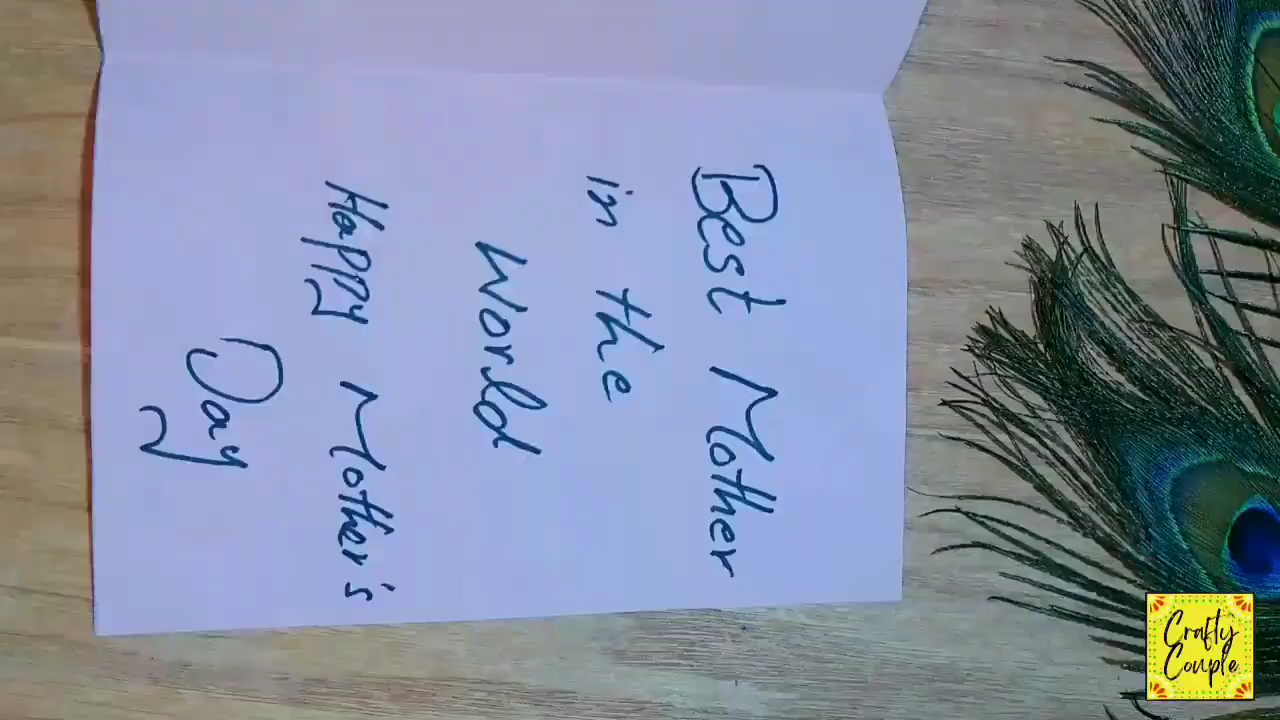 Best Mother
in the
World
Happy Mother's
Day
Crafty
Couple